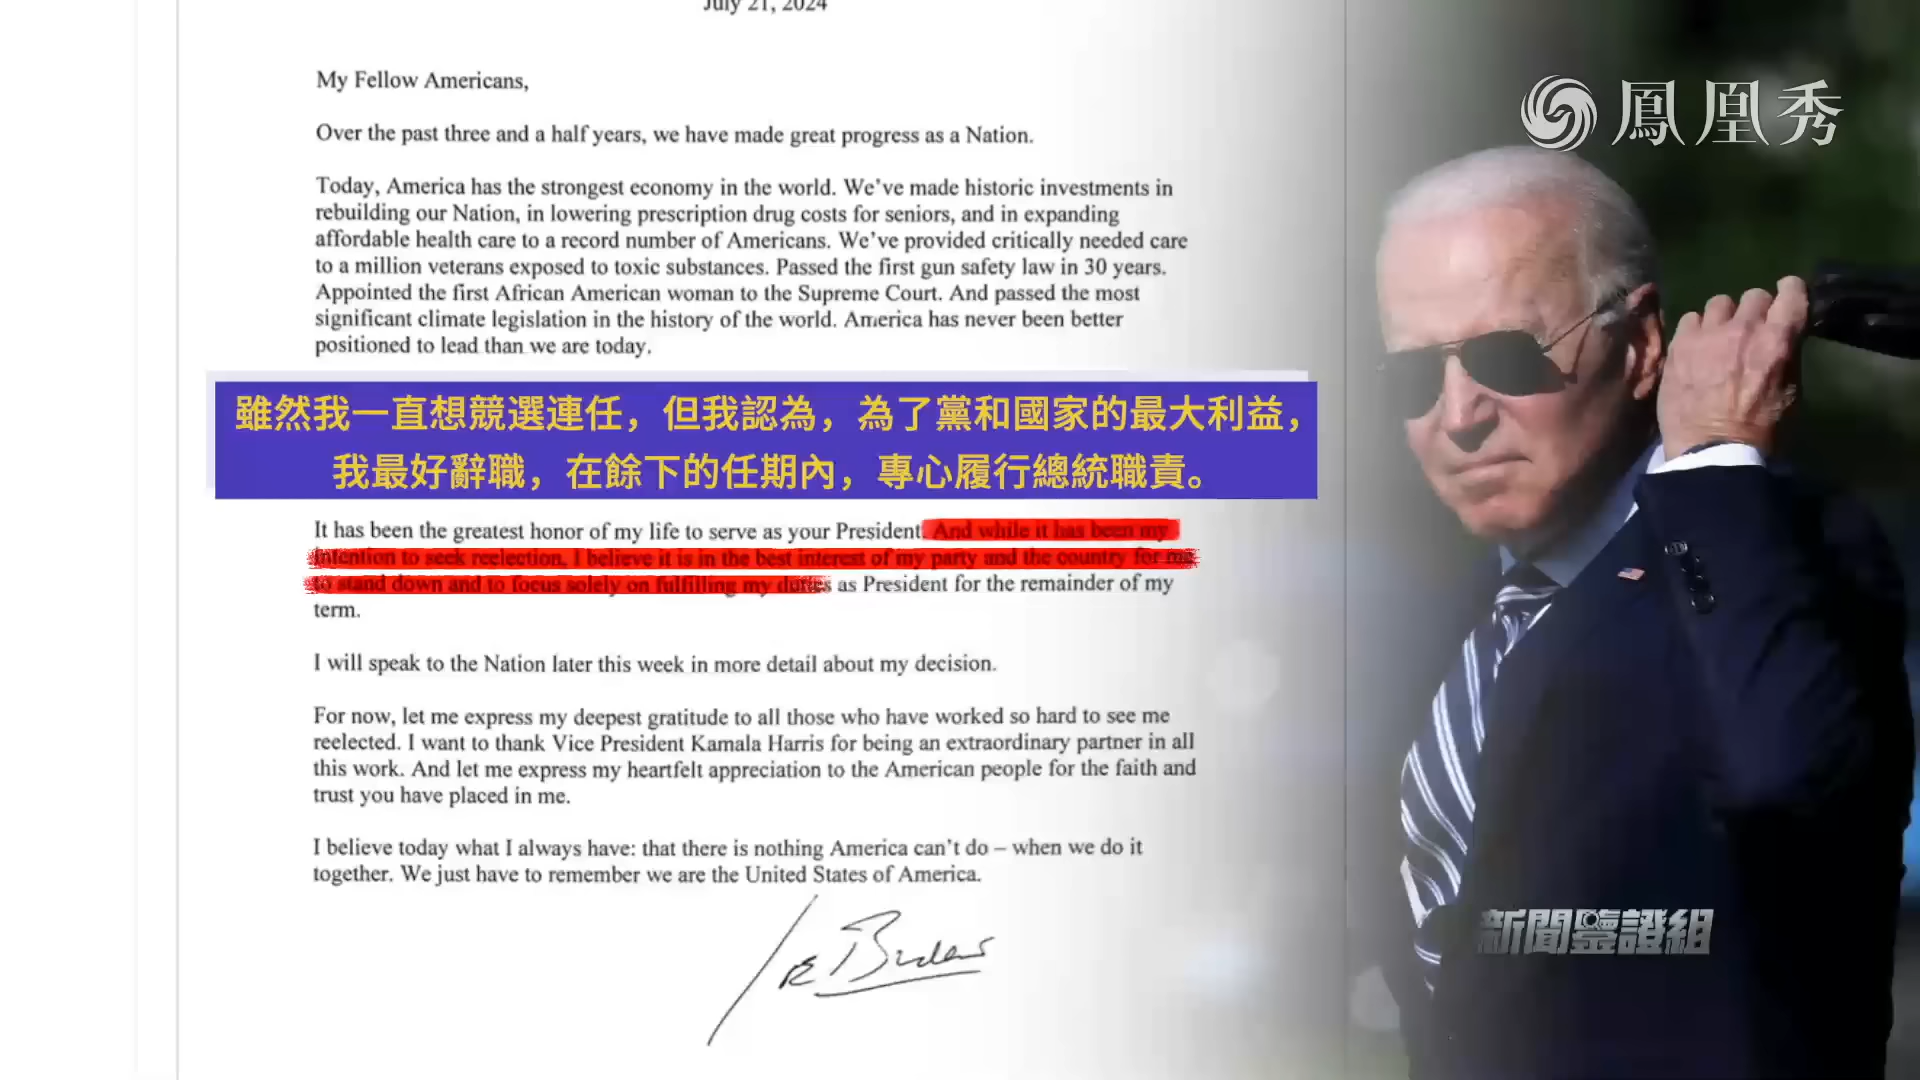 July 21, 2024
My Fellow Americans,
鳳凰秀
Over the past three and a half years, we have made great progress as a Nation.
Today, America has the strongest economy in the world. We've made historic investments in
rebuilding our Nation, in lowering prescription drug costs for seniors, and in expanding
affordable health care to a record number of Americans. We've provided critically needed care
to a million veterans exposed to toxic substances. Passed the first gun safety law in 30 years.
Appointed the first African American woman to the Supreme Court. And passed the most
significant climate legislation in the history of the world. America has never been better
positioned to lead than we are today.
雖然我一直想競選連任，但我認為，為了黨和國家的最大利益，
我最好辭職，在餘下的任期內，專心履行總統職責。
It has been the greatest honor of my life to serve as your President. And while it has been my
intention to seek reelection, I believe it is in the best interest of my party and the country for me
to stand down and to focus solely on fulfilling my duties as President for the remainder of my
term.
I will speak to the Nation later this week in more detail about my decision.
For now, let me express my deepest gratitude to all those who have worked so hard to see me
reelected. I want to thank Vice President Kamala Harris for being an extraordinary partner in all
this work. And let me express my heartfelt appreciation to the American people for the faith and
trust you have placed in me.
I believe today what I always have: that there is nothing America can't do – when we do it
together. We just have to remember we are the United States of America.
Joe Biden
新聞鑒證組